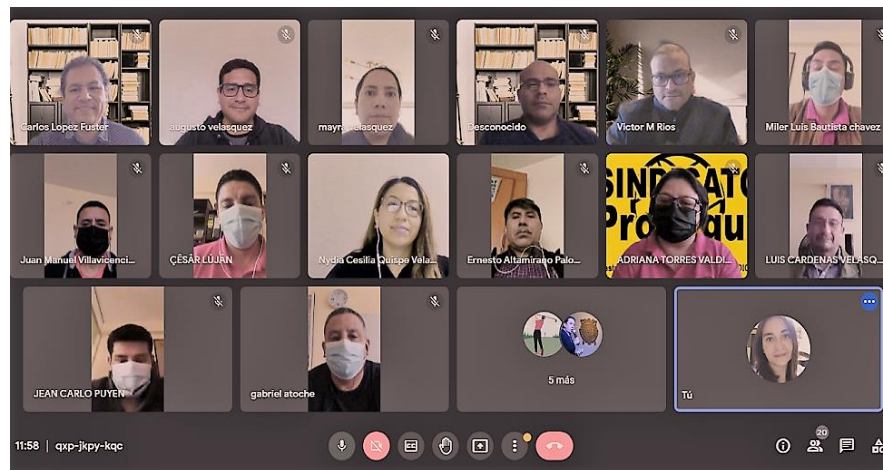 Carlos Lopez Fuster
augusto velasquez
mayra velasquez
Desconocido
Victor M Rios
Miler Luis Bautista chavez
Juan Manuel Villavicenci...
CÉSAR LUJÁN
Nydia Cesilia Quispe Vela...
Ernesto Altamirano Palo...
SINDICATO
ADRIANA TORRES VALDI...
LUIS CARDENAS VELASQ...
JEAN CARLO PUYEN
gabriel atoche
5 más
Tú
11:58 | qxp-jkpy-kqc
20